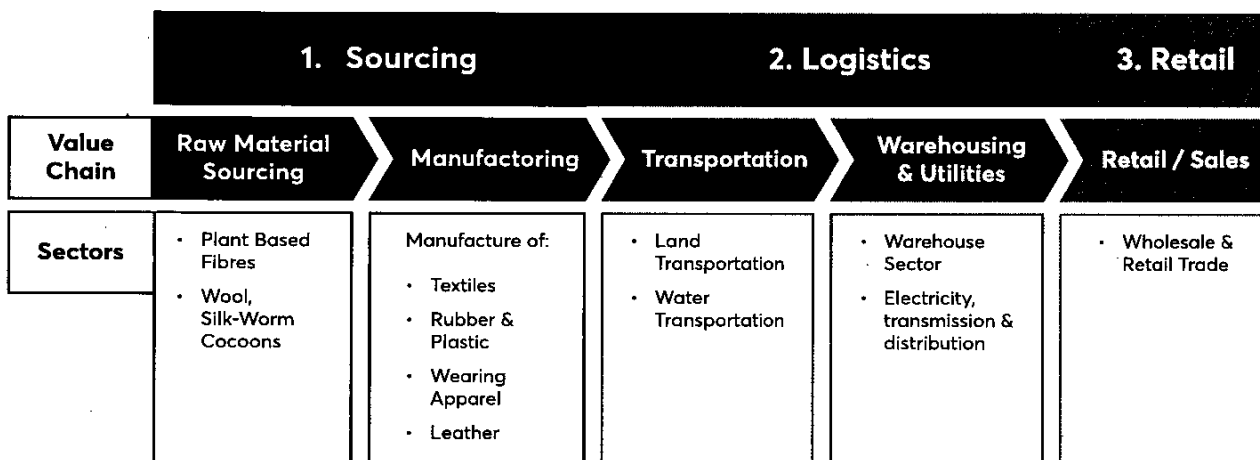 1. Sourcing
2. Logistics
3. Retail
Value
Chain
Raw Material
Sourcing
Manufactoring
Transportation
Warehousing
& Utilities
Retail / Sales
Sectors
• Plant Based
Fibres
• Wool,
Silk-Worm
Cocoons
Manufacture of:
• Textiles
• Rubber &
Plastic
• Wearing
Apparel
• Leather
• Land
Transportation
• Water
Transportation
• Warehouse
Sector
• Electricity,
transmission &
distribution
• Wholesale &
Retail Trade